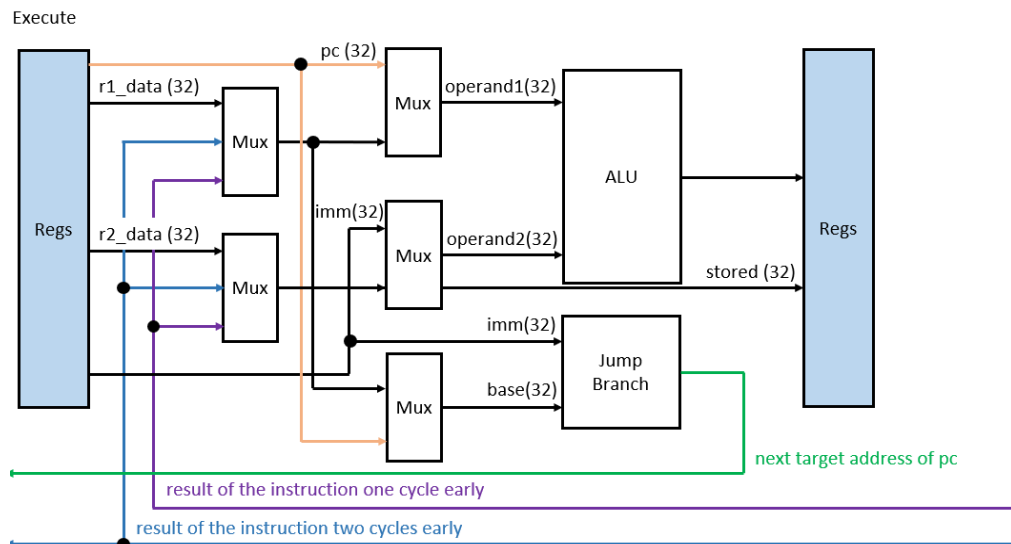 Execute
pc (32)
r1_data (32)
Mux
Mux
operand1(32)
ALU
Regs
imm(32)
r2_data (32)
Mux
Mux
operand2(32)
Regs
stored (32)
imm(32)
Jump
Branch
Mux
base(32)
next target address of pc
result of the instruction one cycle early
result of the instruction two cycles early